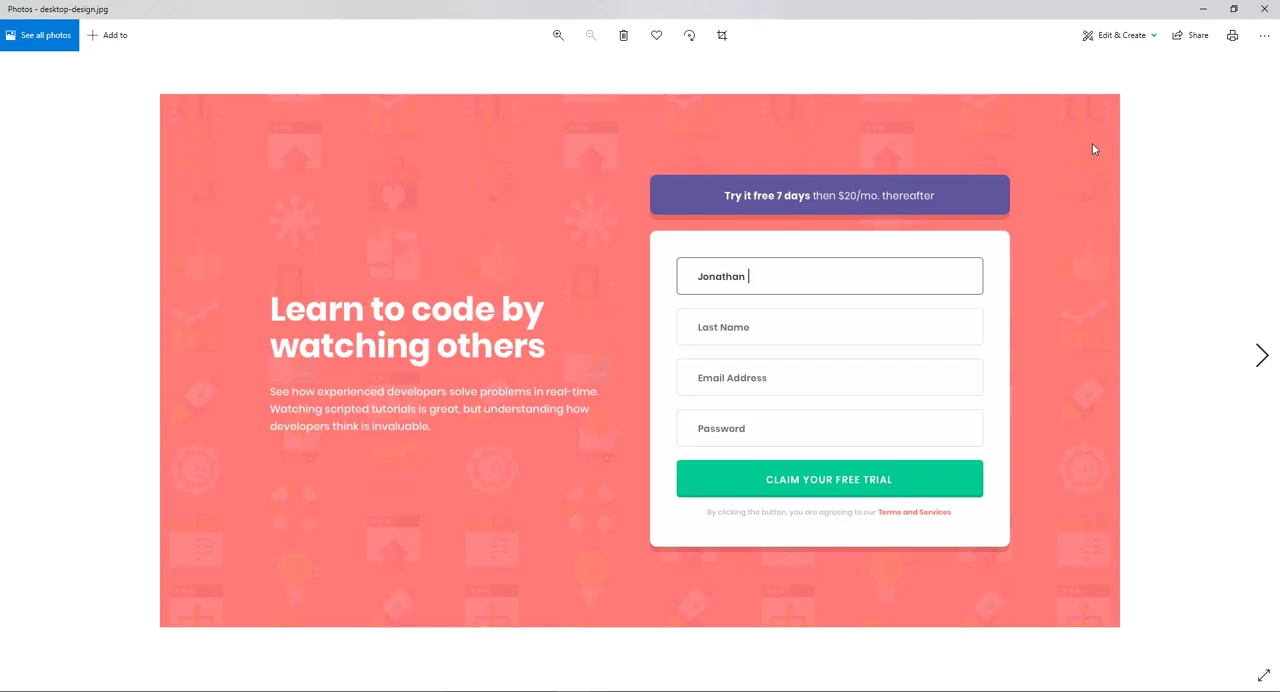 Photos - desktop-design.jpg
See all photos
Add to
Edit & Create
Share
Try it free 7 days then $20/mo. thereafter
Learn to code by
watching others
See how experienced developers solve problems in real-time.
Watching scripted tutorials is great, but understanding how
developers think is invaluable.
Jonathan
Last Name
Email Address
Password
CLAIM YOUR FREE TRIAL
By clicking the button, you are agreeing to our Terms and Services